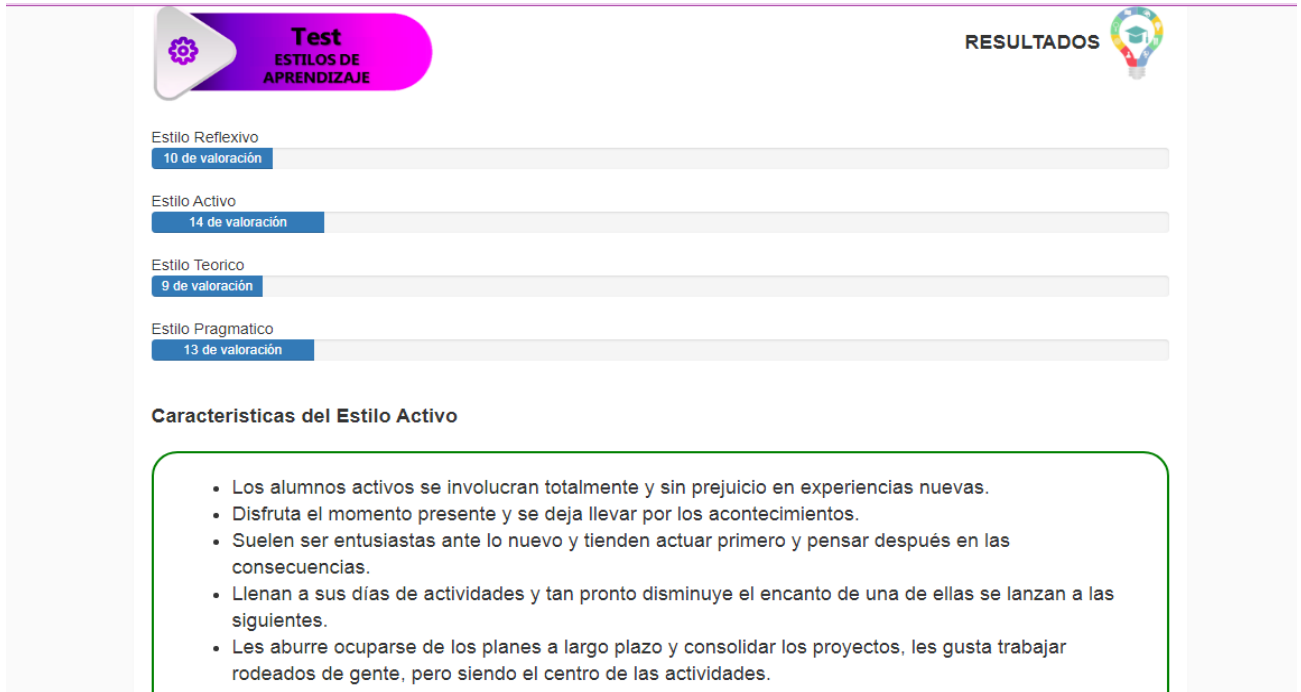 Test
ESTILOS DE
APRENDIZAJE
RESULTADOS
Estilo Reflexivo
10 de valoración
Estilo Activo
14 de valoración
Estilo Teorico
9 de valoración
Estilo Pragmatico
13 de valoración
Caracteristicas del Estilo Activo
• Los alumnos activos se involucran totalmente y sin prejuicio en experiencias nuevas.
• Disfruta el momento presente y se deja llevar por los acontecimientos.
• Suelen ser entusiastas ante lo nuevo y tienden actuar primero y pensar después en las
consecuencias.
• Llenan a sus días de actividades y tan pronto disminuye el encanto de una de ellas se lanzan a las
siguientes.
• Les aburre ocuparse de los planes a largo plazo y consolidar los proyectos, les gusta trabajar
rodeados de gente, pero siendo el centro de las actividades.